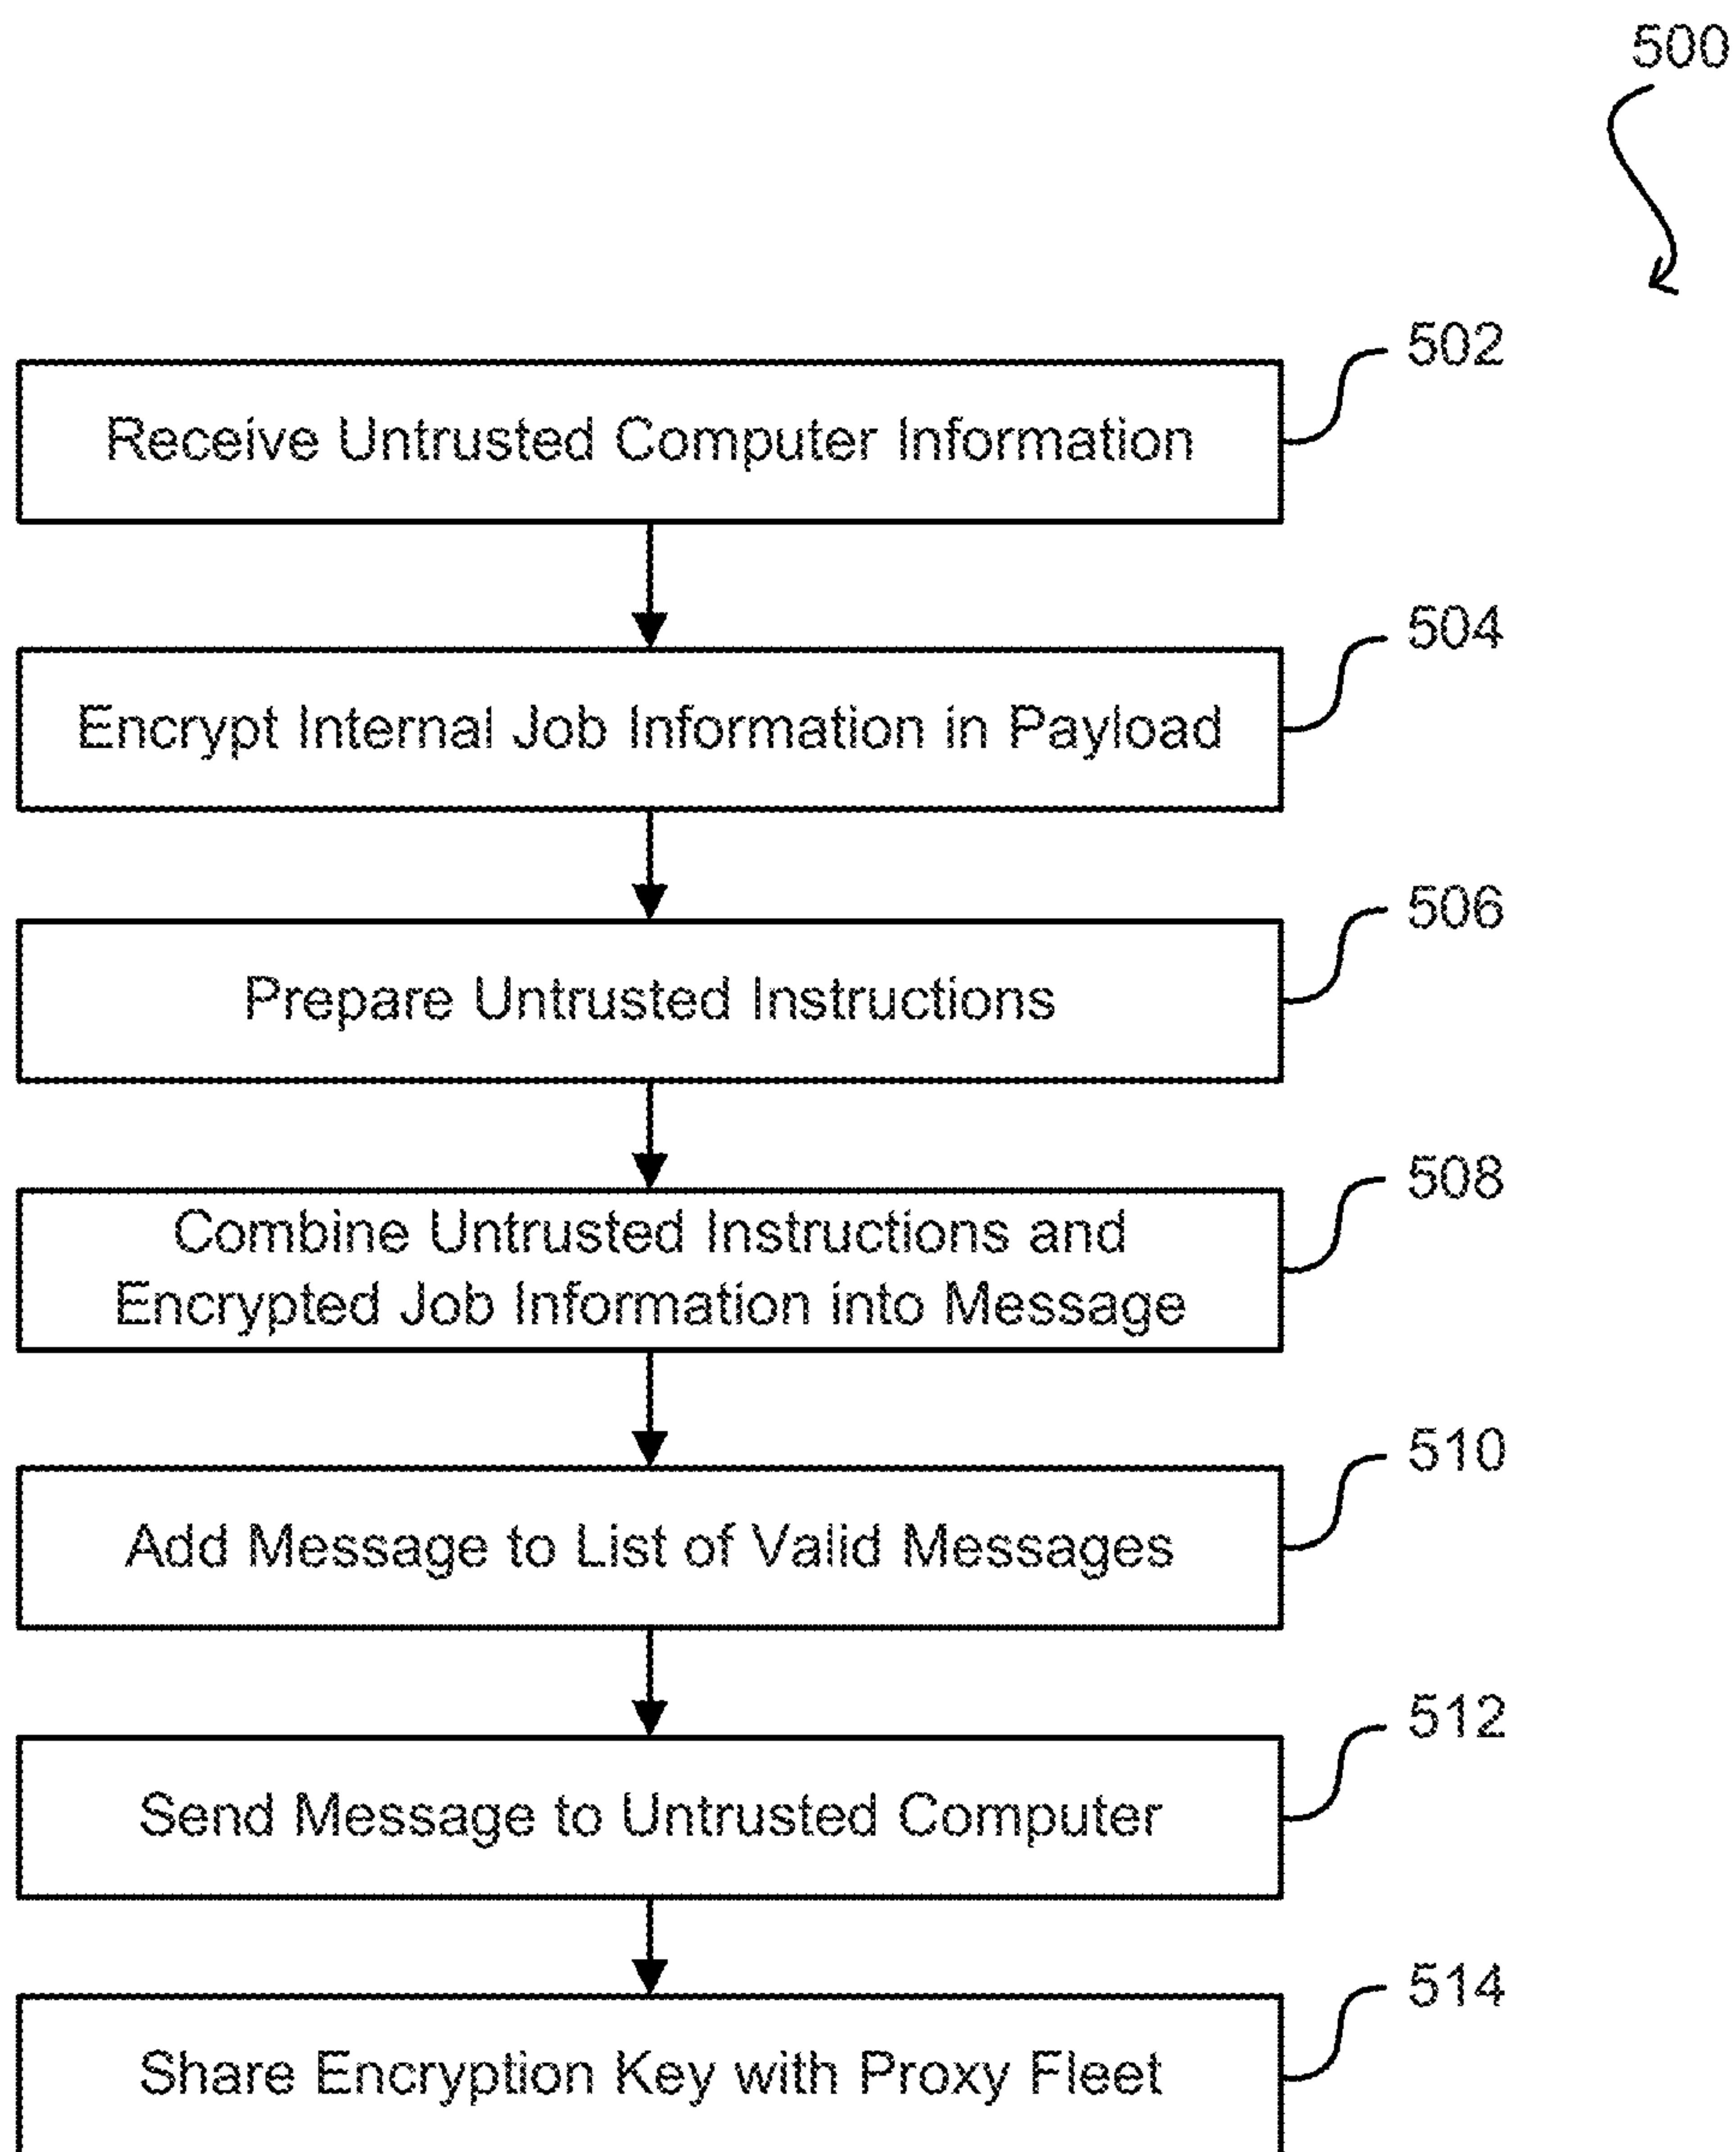 500
502
Receive Untrusted Computer Information
504
Encrypt Internal Job Information in Payload
506
Prepare Untrusted Instructions
508
Combine Untrusted Instructions and
Encrypted Job Information into Message
510
Add Message to List of Valid Messages
512
Send Message to Untrusted Computer
514
Share Encryption Key with Proxy Fleet